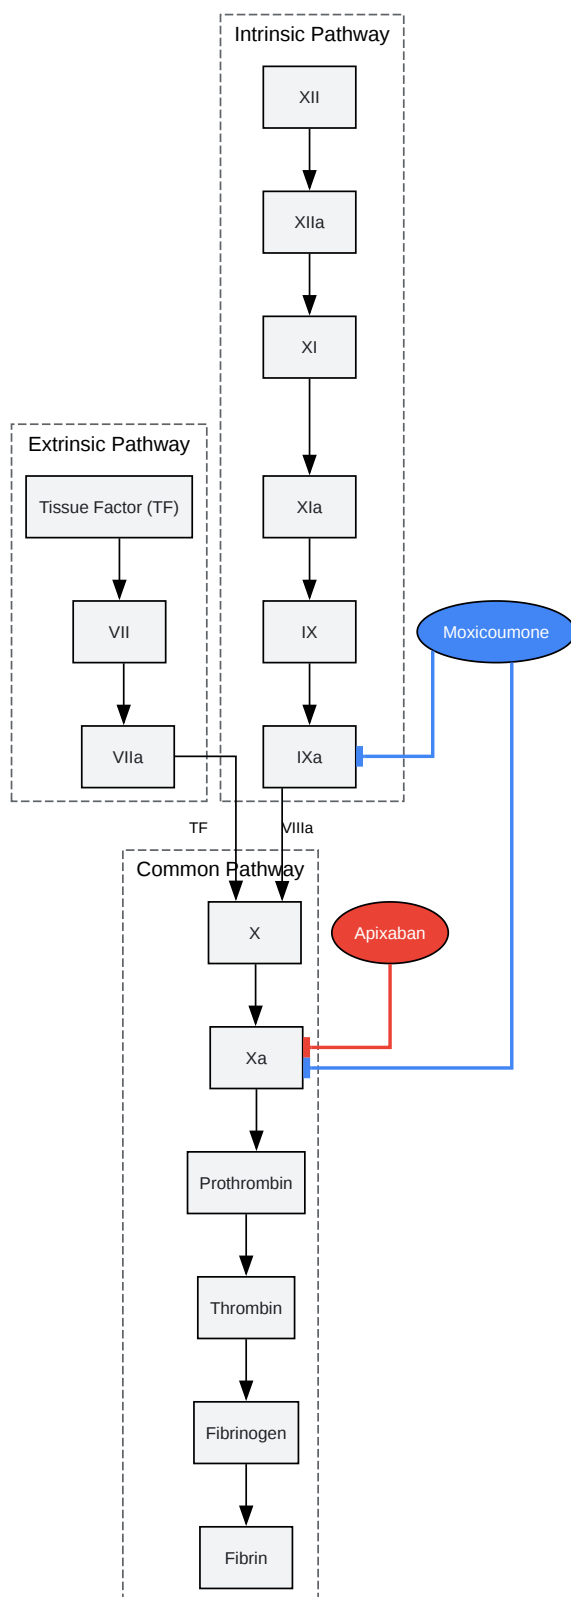 Intrinsic Pathway
XII
XIIa
XI
Extrinsic Pathway
Tissue Factor (TF)
XIa
VII
IX
Moxicoumone
VIIa
IXa
TF
VIIIa
Common Pathway
X
Apixaban
Xa
Prothrombin
Thrombin
Fibrinogen
Fibrin